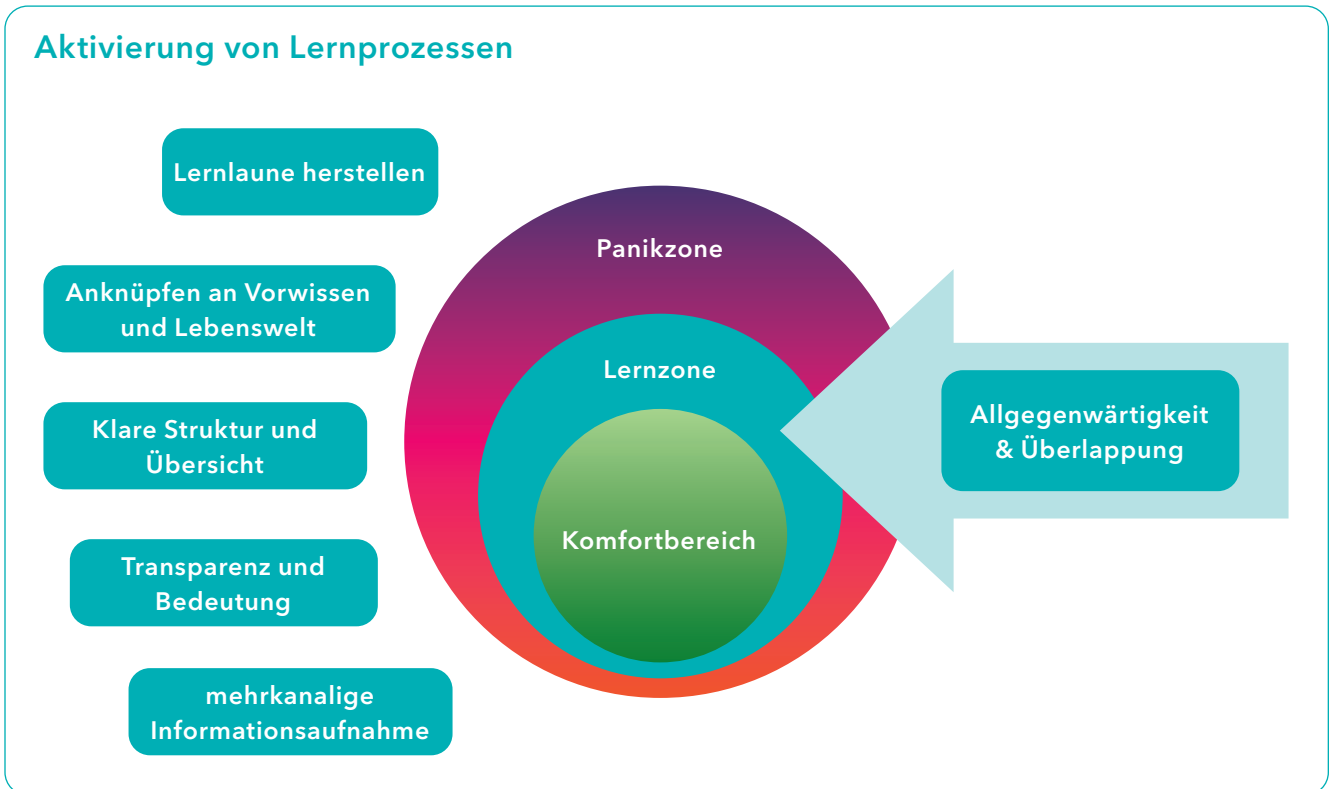 Aktivierung von Lernprozessen
Lernlaune herstellen
Anknüpfen an Vorwissen
und Lebenswelt
Klare Struktur und
Übersicht
Transparenz und
Bedeutung
mehrkanalige
Informationsaufnahme
Panikzone
Lernzone
Komfortbereich
Allgegenwärtigkeit
& Überlappung